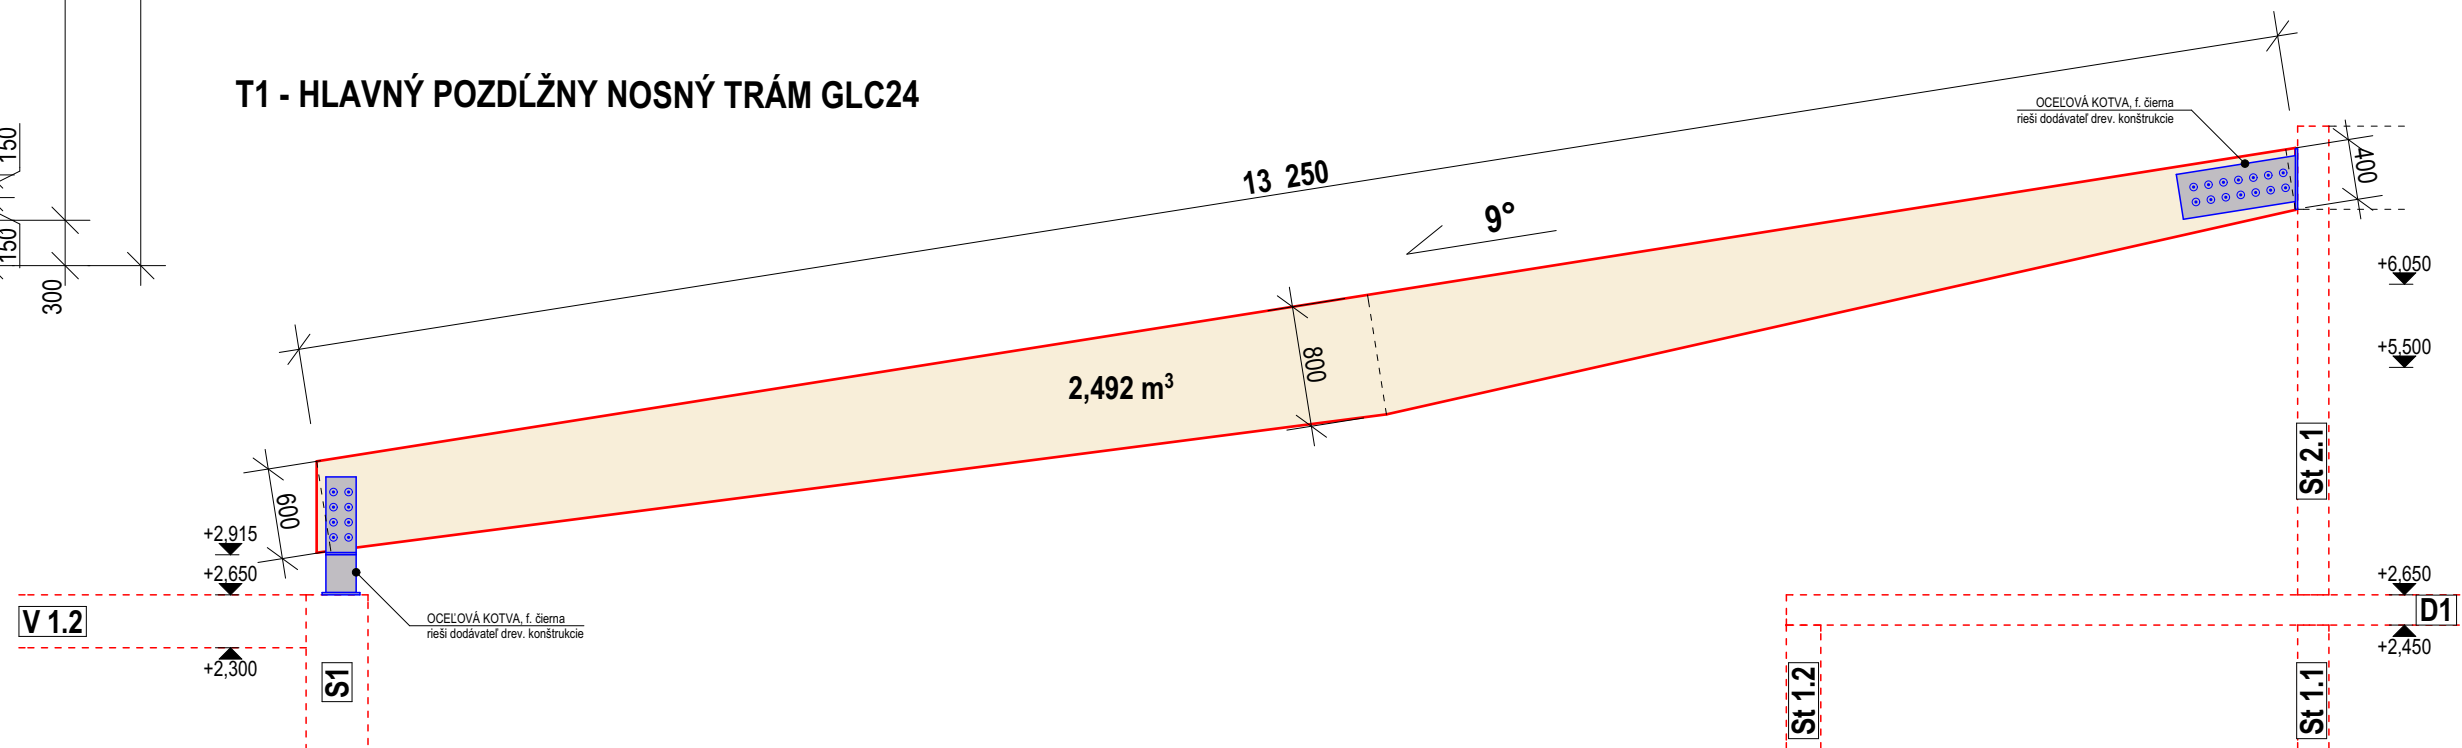 T1 - HLAVNÝ POZDĹŽNY NOSNÝ TRÁM GLC24
150
150
300
13 250
9°
OCEĽOVÁ KOTVA, f. čierna
rieši dodávateľ drev. konštrukcie
400
800
2,492 m³
600
+6,050
+5,500
St 2.1
+2,915
+2,650
V 1.2
+2,300
S1
OCEĽOVÁ KOTVA, f. čierna
rieši dodávateľ drev. konštrukcie
+2,650
D1
+2,450
St 1.2
St 1.1